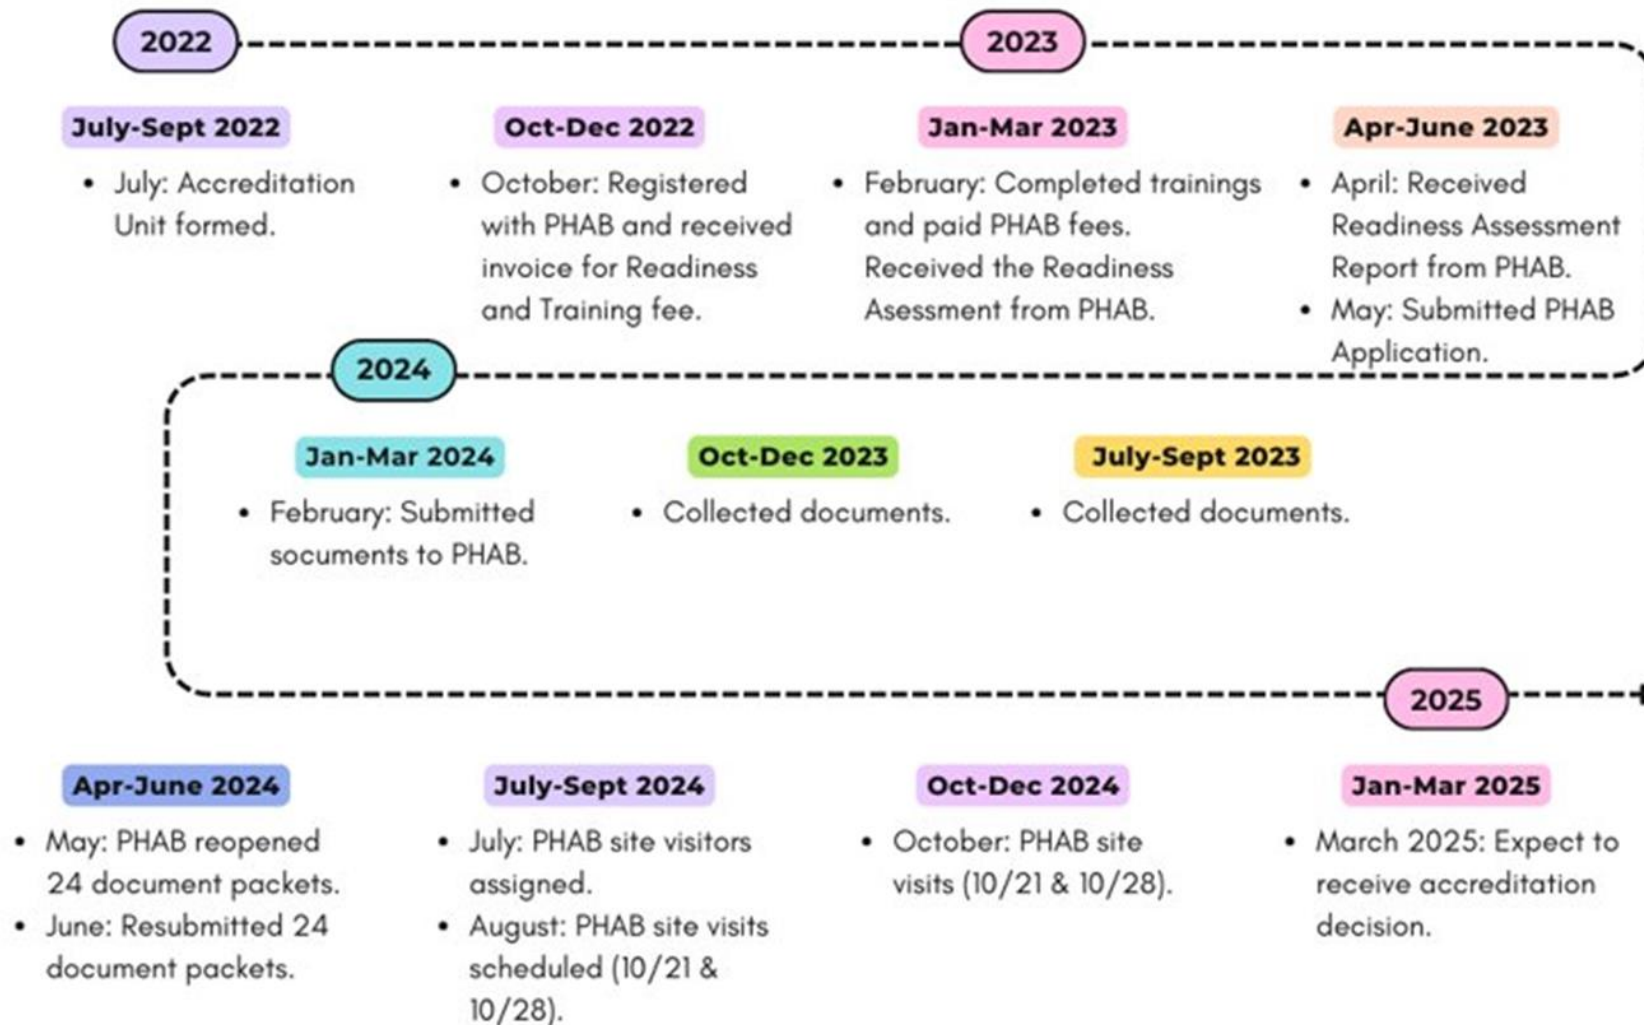 2022
2023
July-Sept 2022
• July: Accreditation
Unit formed.
Oct-Dec 2022
• October: Registered
with PHAB and received
invoice for Readiness
and Training fee.
Jan-Mar 2023
• February: Completed trainings
and paid PHAB fees.
Received the Readiness
Asessment from PHAB.
Apr-June 2023
• April: Received
Readiness Assessment
Report from PHAB.
• May: Submitted PHAB
Application.
2024
Jan-Mar 2024
• February: Submitted
socuments to PHAB.
Oct-Dec 2023
• Collected documents.
July-Sept 2023
• Collected documents.
2025
Apr-June 2024
• May: PHAB reopened
24 document packets.
• June: Resubmitted 24
document packets.
July-Sept 2024
• July: PHAB site visitors
assigned.
• August: PHAB site visits
scheduled (10/21 &
10/28).
Oct-Dec 2024
• October: PHAB site
visits (10/21 & 10/28).
Jan-Mar 2025
• March 2025: Expect to
receive accreditation
decision.